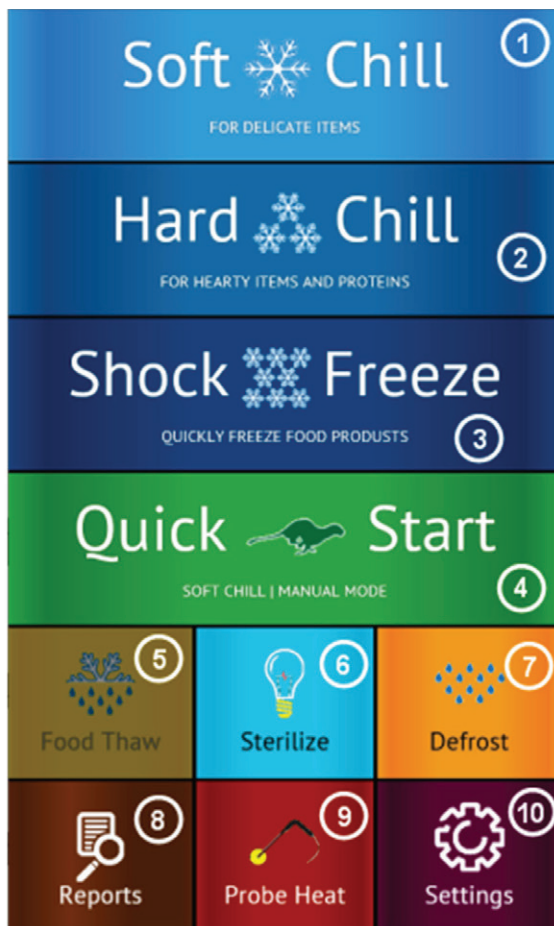 1
Soft Chill
FOR DELICATE ITEMS
Hard Chill
2
FOR HEARTY ITEMS AND PROTEINS
Shock Freeze
QUICKLY FREEZE FOOD PRODUSTS
3
Quick Start
SOFT CHILL | MANUAL MODE
4
5
Food Thaw
6
Sterilize
7
Defrost
8
Reports
9
Probe Heat
10
Settings